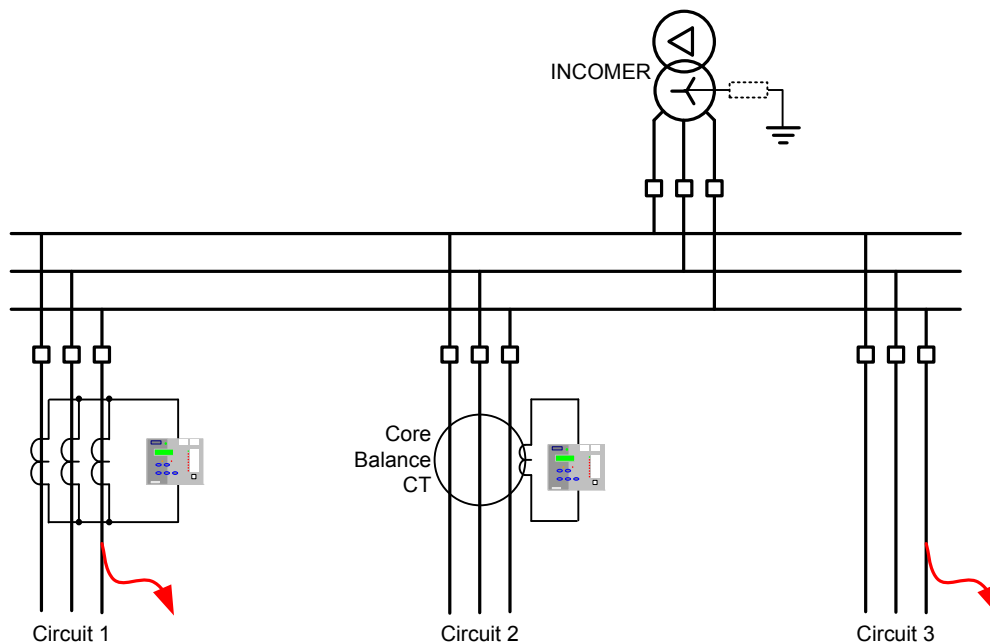 INCOMER
Core
Balance
CT
Circuit 1
Circuit 2
Circuit 3